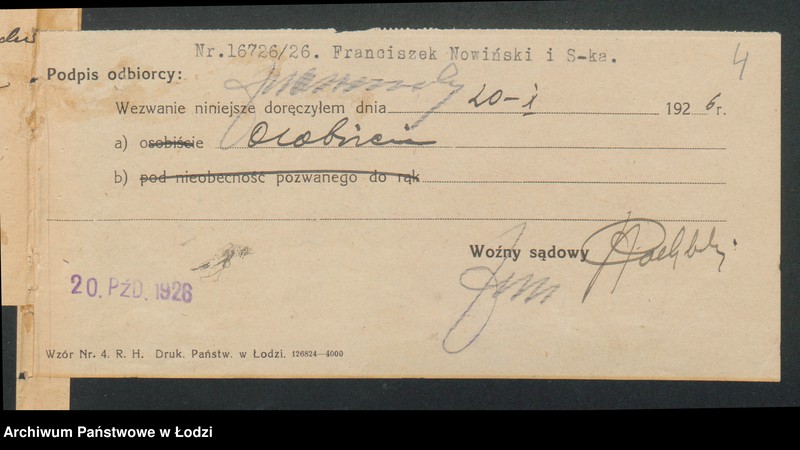 Nr.16726/26. Franciszek Nowiński i S-ka.
4
Podpis odbiorcy:
Wezwanie niniejsze doręczyłem dnia 20-X 1926 r.
a) osobiście Osobiście
b) pod nieobecność pozwanego do rąk
Woźny sądowy
20. PźD. 1926
Wzór Nr. 4. R. H. Druk. Państw. w Łodzi. 126824—4000
Archiwum Państwowe w Łodzi